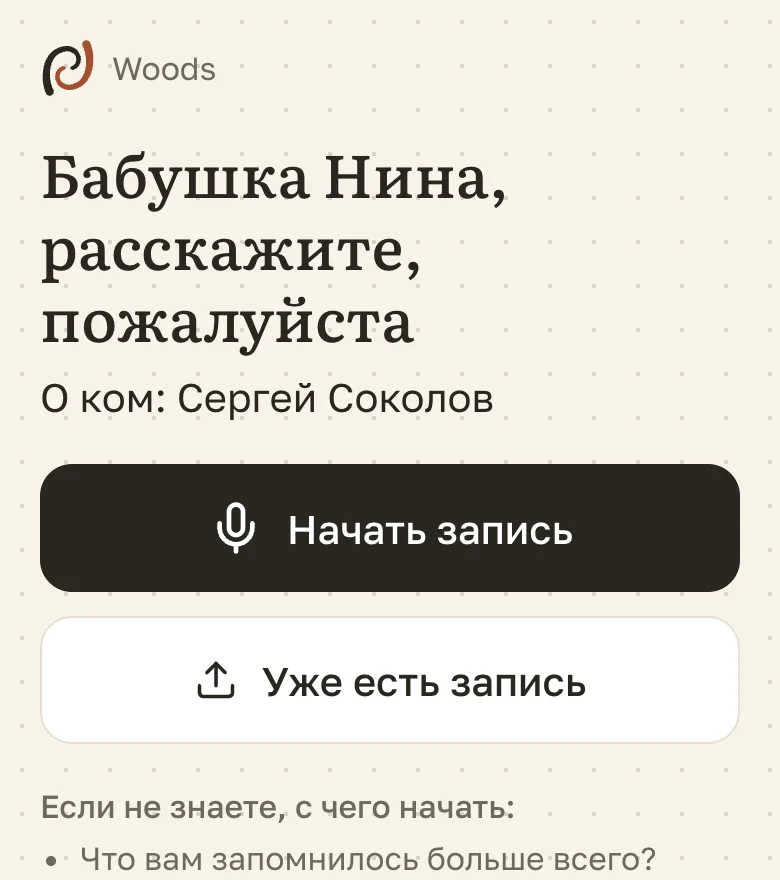 Woods
Бабушка Нина,
расскажите,
пожалуйста
О ком: Сергей Соколов
Начать запись
Уже есть запись
Если не знаете, с чего начать:
• Что вам запомнилось больше всего?